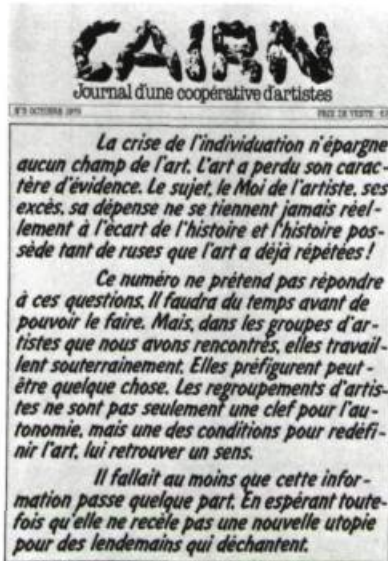 CAIRN
Journal d'une coopérative d'artistes
N°5 OCTOBRE 1979
PRIX DE VENTE
La crise de l'individuation n'épargne
aucun champ de l'art. L'art a perdu son carac-
tère d'évidence. Le sujet, le Moi de l'artiste, ses
excès, sa dépense ne se tiennent jamais réel-
lement à l'écart de l'histoire et l'histoire pos-
sède tant de ruses que l'art a déjà répétées !
Ce numéro ne prétend pas répondre
à ces questions. Il faudra du temps avant de
pouvoir le faire. Mais, dans les groupes d'ar-
tistes que nous avons rencontrés, elles travail-
lent souterrainement. Elles préfigurent peut-
être quelque chose. Les regroupements d'artis-
tes ne sont pas seulement une clef pour l'au-
tonomie, mais une des conditions pour redéfi-
nir l'art, lui retrouver un sens.
Il fallait au moins que cette infor-
mation passe quelque part. En espérant toute-
fois qu'elle ne recèle pas une nouvelle utopie
pour des lendemains qui déchantent.